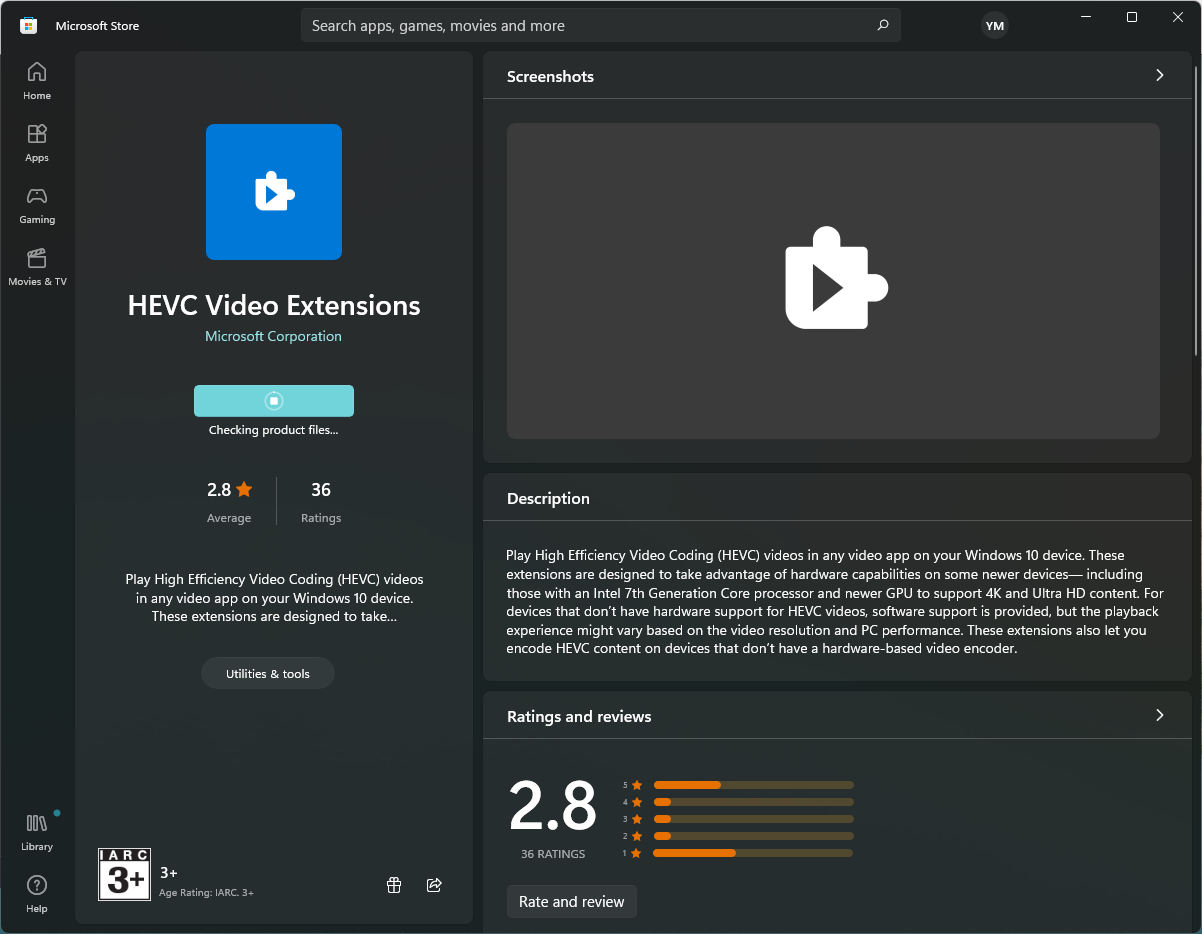 Microsoft Store
Search apps, games, movies and more
YM
Home
Apps
Gaming
Movies & TV
Library
Help
HEVC Video Extensions
Microsoft Corporation
Checking product files...
2.8
Average
36
Ratings
Play High Efficiency Video Coding (HEVC) videos
in any video app on your Windows 10 device.
These extensions are designed to take...
Utilities & tools
IARC
3+
3+
Age Rating: IARC. 3+
Screenshots
Description
Play High Efficiency Video Coding (HEVC) videos in any video app on your Windows 10 device. These
extensions are designed to take advantage of hardware capabilities on some newer devices— including
those with an Intel 7th Generation Core processor and newer GPU to support 4K and Ultra HD content. For
devices that don’t have hardware support for HEVC videos, software support is provided, but the playback
experience might vary based on the video resolution and PC performance. These extensions also let you
encode HEVC content on devices that don’t have a hardware-based video encoder.
Ratings and reviews
2.8
36 RATINGS
5
4
3
2
1
Rate and review